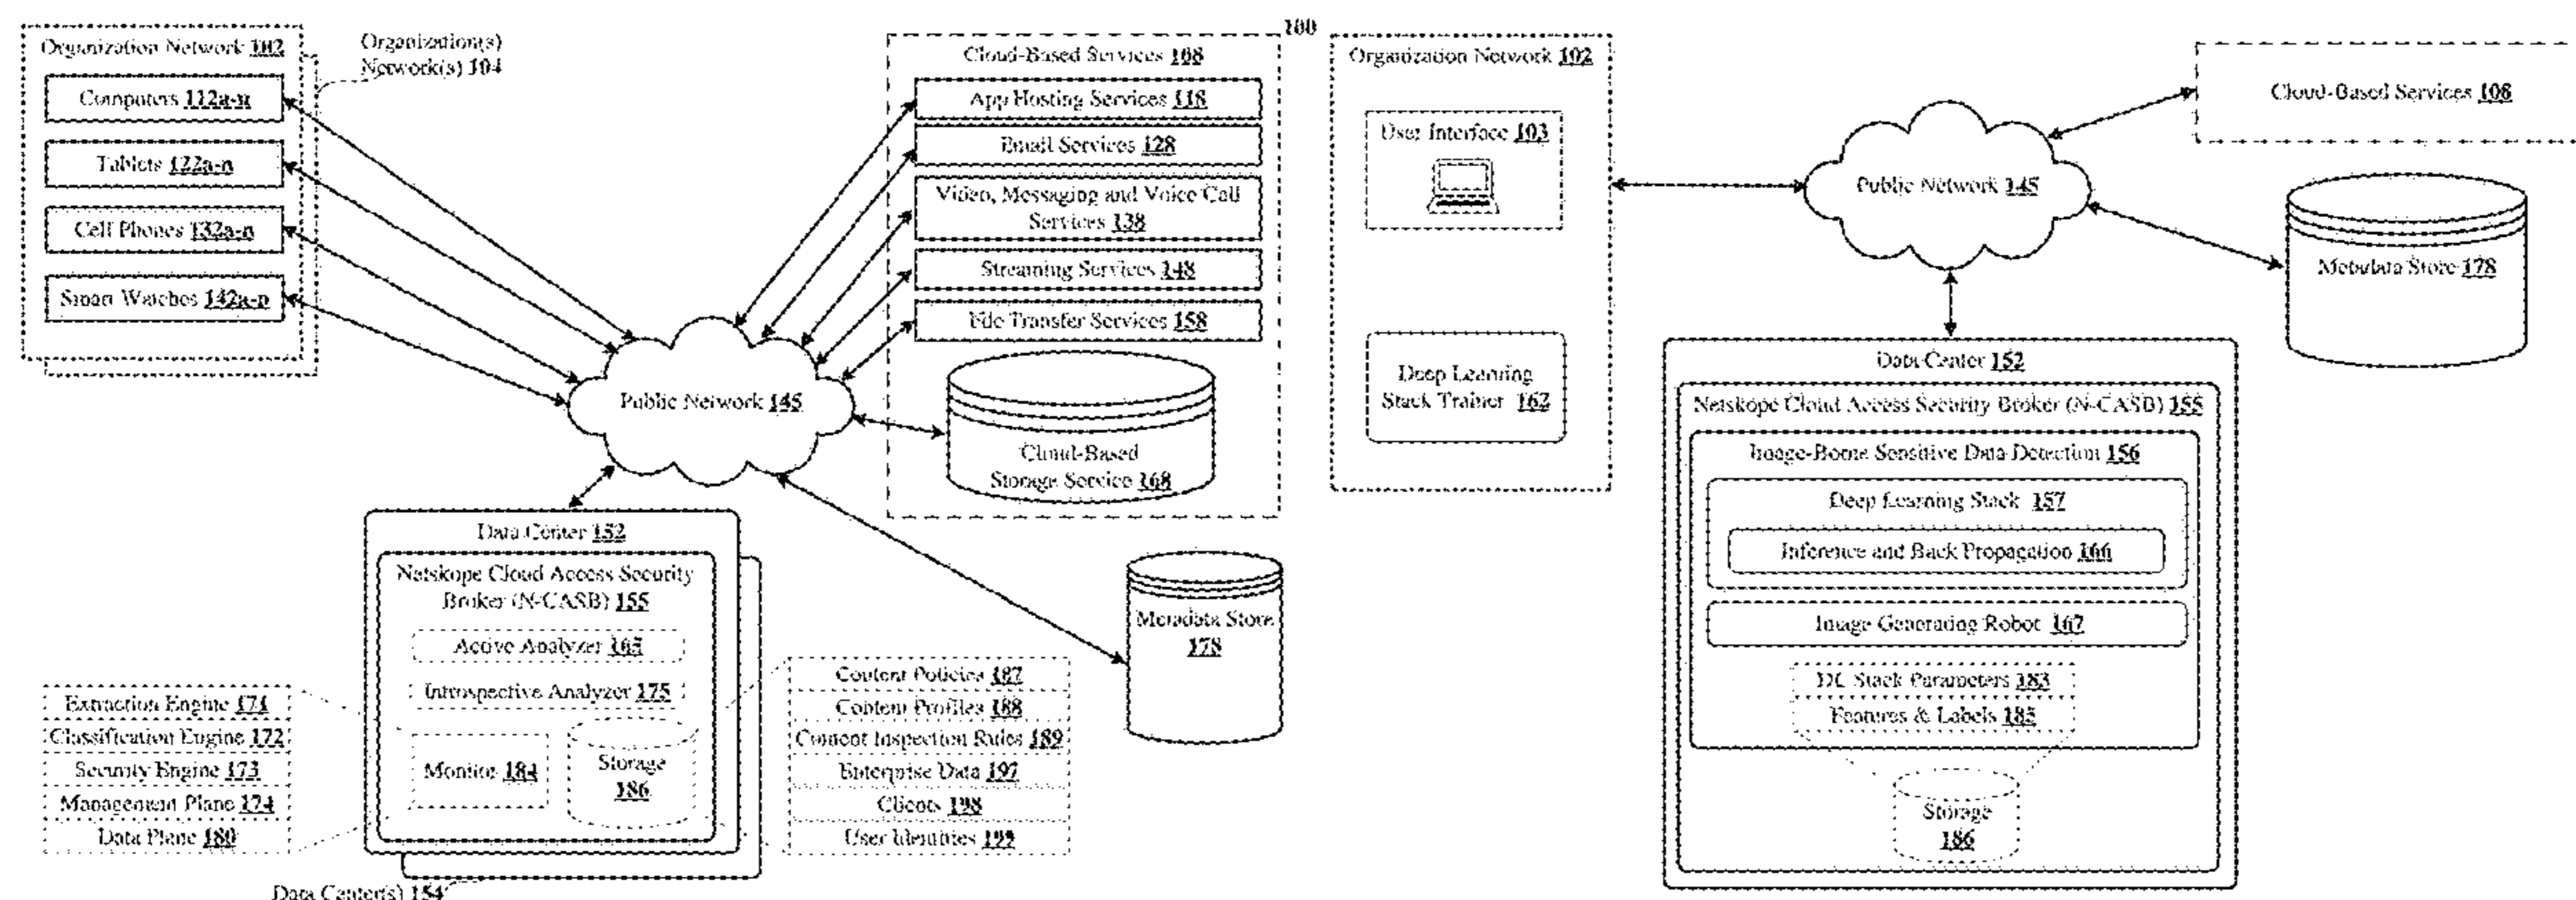 100
Organization Network 102
Organization(s)
Network(s) 104
Computers 112a-n
Tablets 122a-n
Cell Phones 132a-n
Smart Watches 142a-n
Cloud-Based Services 108
App Hosting Services 118
Email Services 128
Video, Messaging and Voice Call
Services 138
Streaming Services 148
File Transfer Services 158
Cloud-Based
Storage Service 168
Public Network 145
Data Center 152
Netskope Cloud Access Security
Broker (N-CASB) 155
Active Analyzer 165
Introspective Analyzer 175
Monitor 184
Storage
186
Extraction Engine 171
Classification Engine 172
Security Engine 173
Management Plane 174
Data Plane 180
Content Policies 187
Content Profiles 188
Content Inspection Rules 189
Enterprise Data 197
Clients 198
User Identities 199
Metadata Store
178
Data Center(s) 154
Organization Network 102
User Interface 103
Deep Learning
Stack Trainer 162
Public Network 145
Cloud-Based Services 108
Metadata Store 178
Data Center 152
Netskope Cloud Access Security Broker (N-CASB) 155
Image-Borne Sensitive Data Detection 156
Deep Learning Stack 157
Inference and Back Propagation 166
Image Generating Robot 167
DL Stack Parameters 183
Features & Labels 185
Storage
186